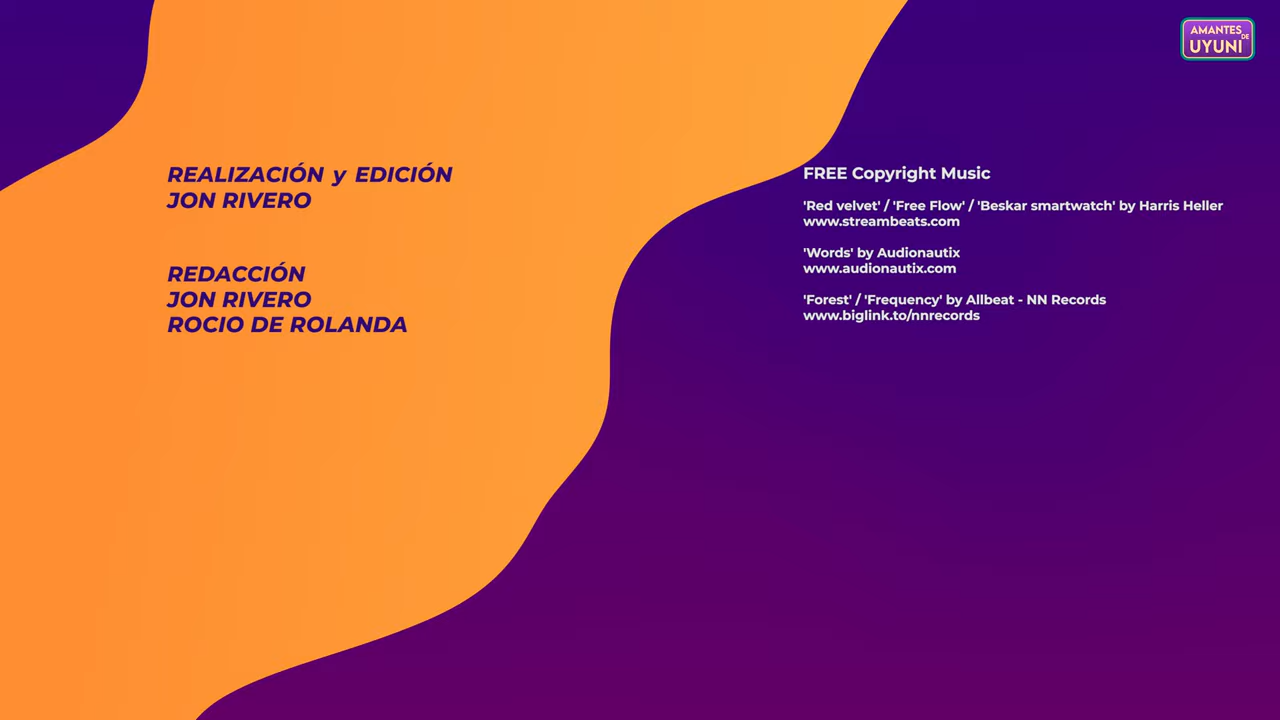 AMANTES
DE
UYUNI
REALIZACIÓN y EDICIÓN
JON RIVERO
REDACCIÓN
JON RIVERO
ROCIO DE ROLANDA
FREE Copyright Music
'Red velvet' / 'Free Flow' / 'Beskar smartwatch' by Harris Heller
www.streambeats.com
'Words' by Audionautix
www.audionautix.com
'Forest' / 'Frequency' by Allbeat - NN Records
www.biglink.to/nnrecords